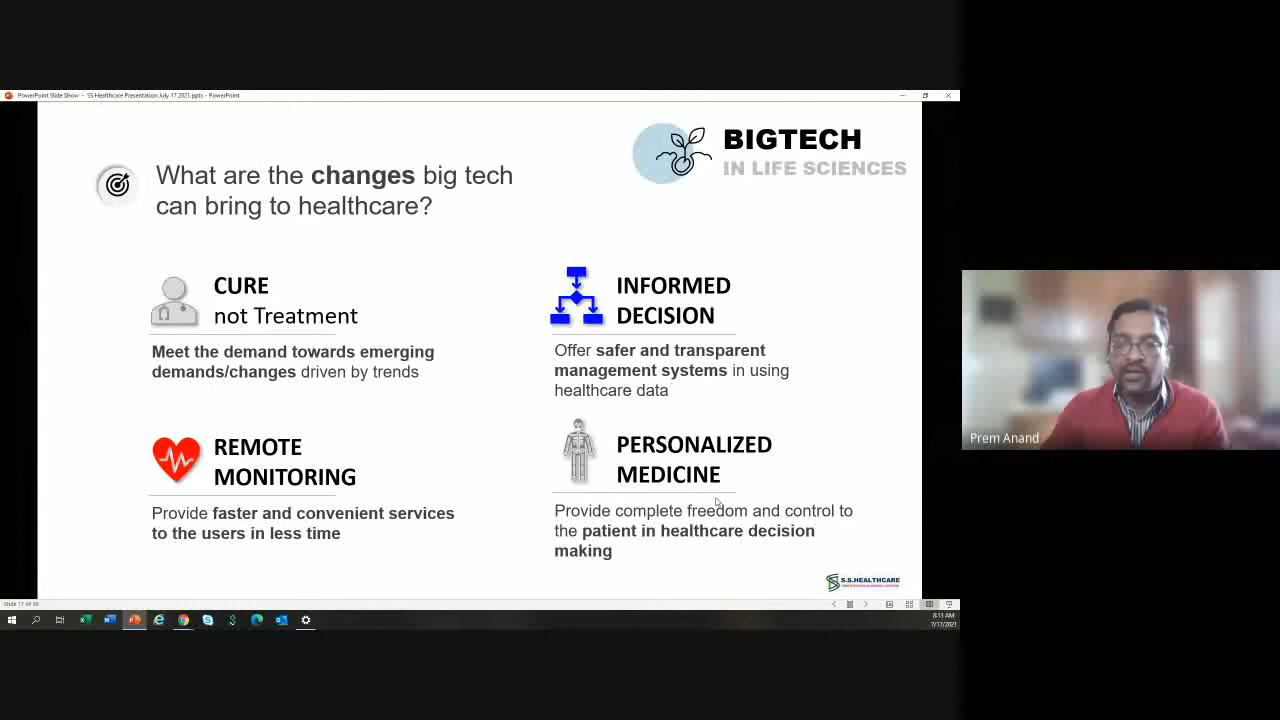 PowerPoint Slide Show - SS Healthcare Presentation July 17 2021.pptx - PowerPoint
BIGTECH
IN LIFE SCIENCES
What are the changes big tech
can bring to healthcare?
CURE
not Treatment
Meet the demand towards emerging
demands/changes driven by trends
INFORMED
DECISION
Offer safer and transparent
management systems in using
healthcare data
REMOTE
MONITORING
Provide faster and convenient services
to the users in less time
PERSONALIZED
MEDICINE
Provide complete freedom and control to
the patient in healthcare decision
making
S.S.HEALTHCARE
Prem Anand
8:13 AM
7/17/2021